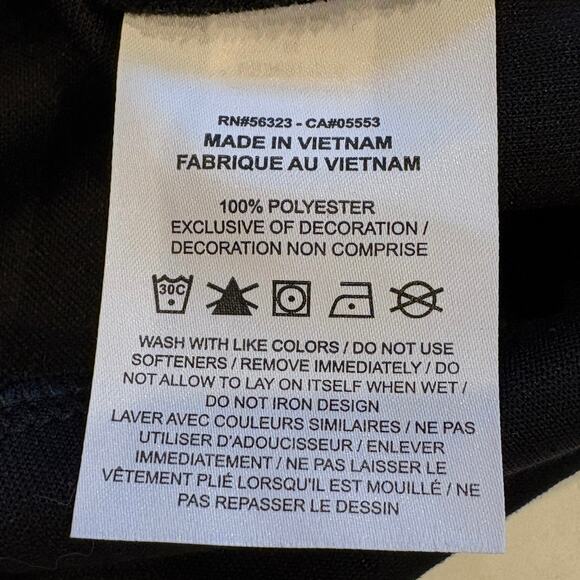 RN#56323 - CA#05553
MADE IN VIETNAM
FABRIQUE AU VIETNAM
100% POLYESTER
EXCLUSIVE OF DECORATION /
DECORATION NON COMPRISE
30C
WASH WITH LIKE COLORS / DO NOT USE
SOFTENERS / REMOVE IMMEDIATELY / DO
NOT ALLOW TO LAY ON ITSELF WHEN WET /
DO NOT IRON DESIGN
LAVER AVEC COULEURS SIMILAIRES / NE PAS
UTILISER D'ADOUCISSEUR / ENLEVER
IMMEDIATEMENT / NE PAS LAISSER LE
VÊTEMENT PLIÉ LORSQU'IL EST MOUILLÉ / NE
PAS REPASSER LE DESSIN